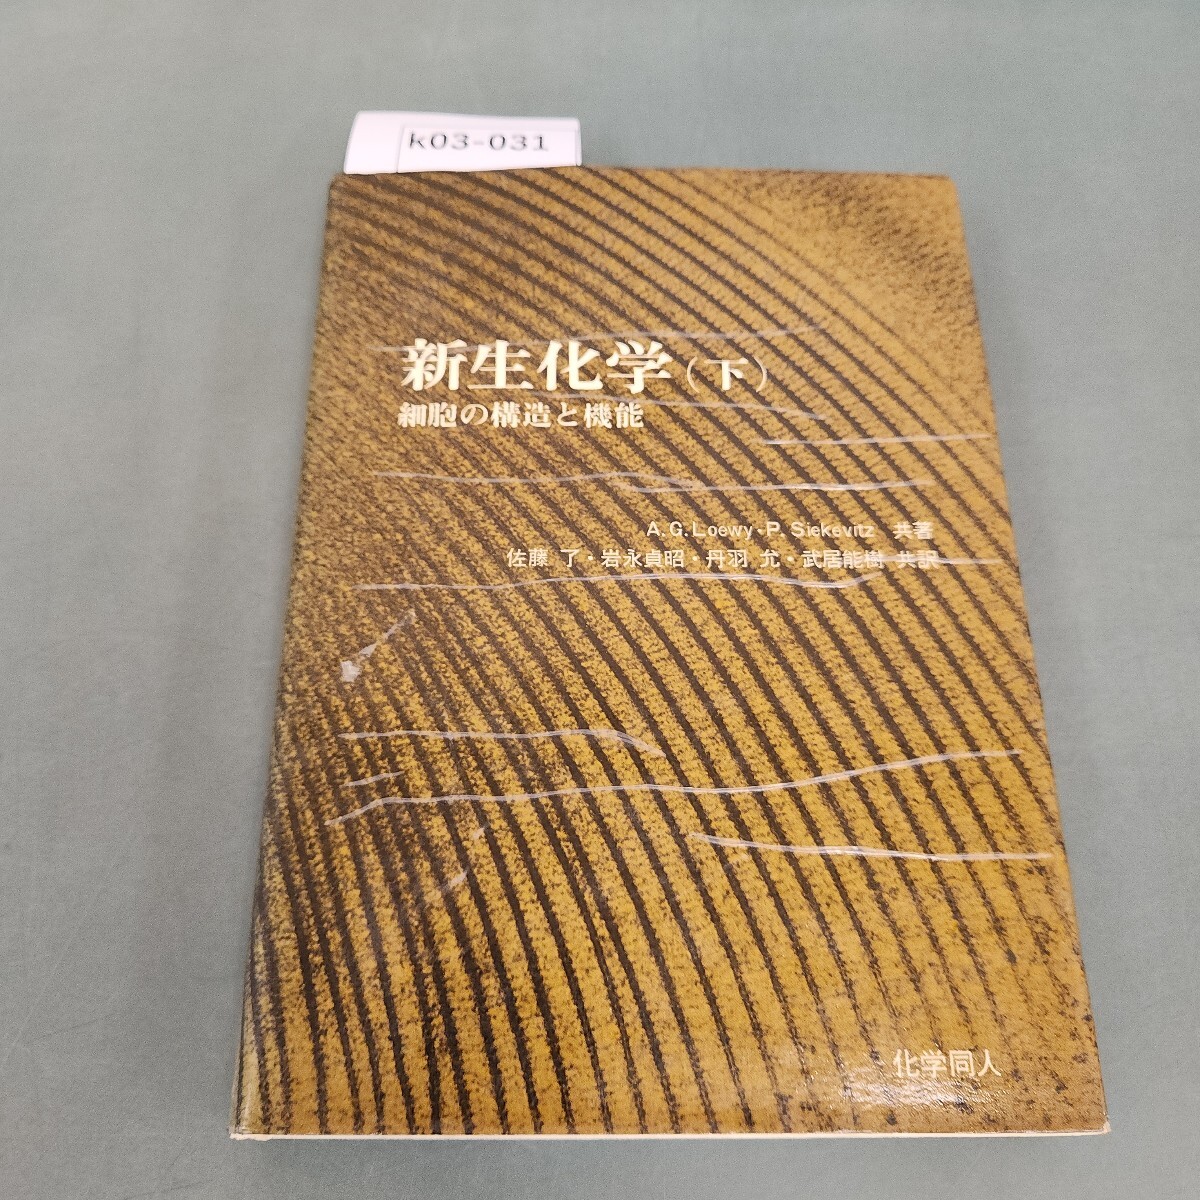 k03-031
新生化学(下)
細胞の構造と機能
A.G.Loewy・P.Siekevitz 共著
佐藤 了・岩永貞昭・丹羽 允・武居能樹 共訳
化学同人